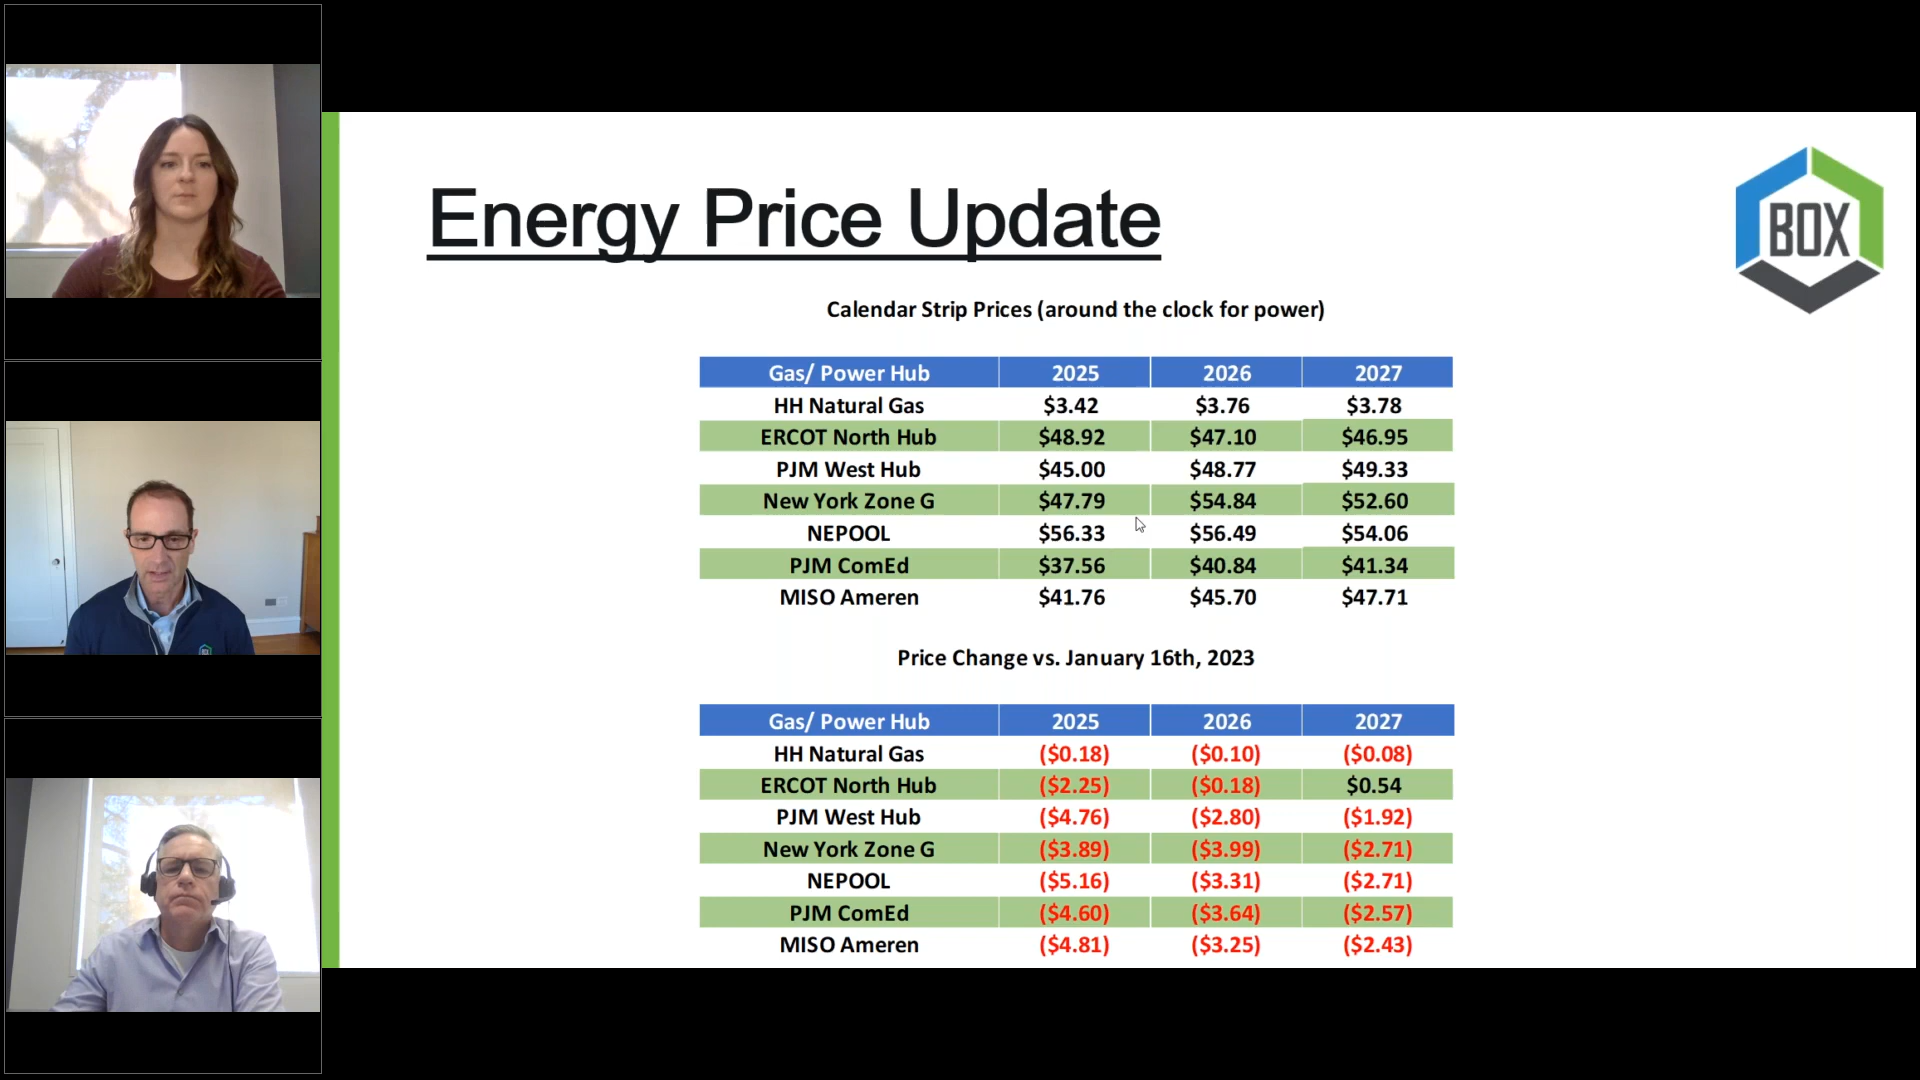 Energy Price Update
BOX
Calendar Strip Prices (around the clock for power)
Gas/ Power Hub 2025 2026 2027
HH Natural Gas $3.42 $3.76 $3.78
ERCOT North Hub $48.92 $47.10 $46.95
PJM West Hub $45.00 $48.77 $49.33
New York Zone G $47.79 $54.84 $52.60
NEPOOL $56.33 $56.49 $54.06
PJM ComEd $37.56 $40.84 $41.34
MISO Ameren $41.76 $45.70 $47.71
Price Change vs. January 16th, 2023
Gas/ Power Hub 2025 2026 2027
HH Natural Gas ($0.18) ($0.10) ($0.08)
ERCOT North Hub ($2.25) ($0.18) $0.54
PJM West Hub ($4.76) ($2.80) ($1.92)
New York Zone G ($3.89) ($3.99) ($2.71)
NEPOOL ($5.16) ($3.31) ($2.71)
PJM ComEd ($4.60) ($3.64) ($2.57)
MISO Ameren ($4.81) ($3.25) ($2.43)